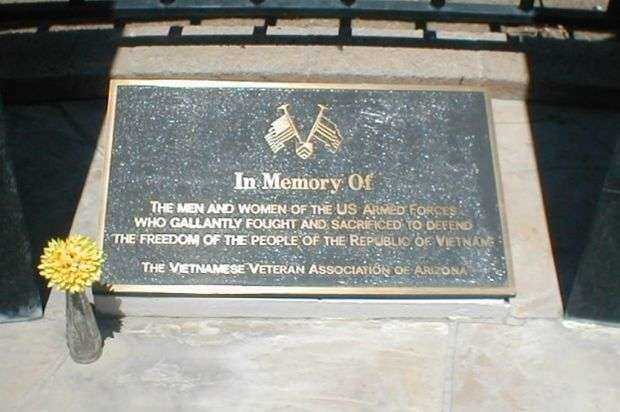 In Memory Of
THE MEN AND WOMEN OF THE US ARMED FORCES
WHO GALLANTLY FOUGHT AND SACRIFICED TO DEFEND
THE FREEDOM OF THE PEOPLE OF THE REPUBLIC OF VIETNAM
THE VIETNAMESE VETERAN ASSOCIATION OF ARIZONA